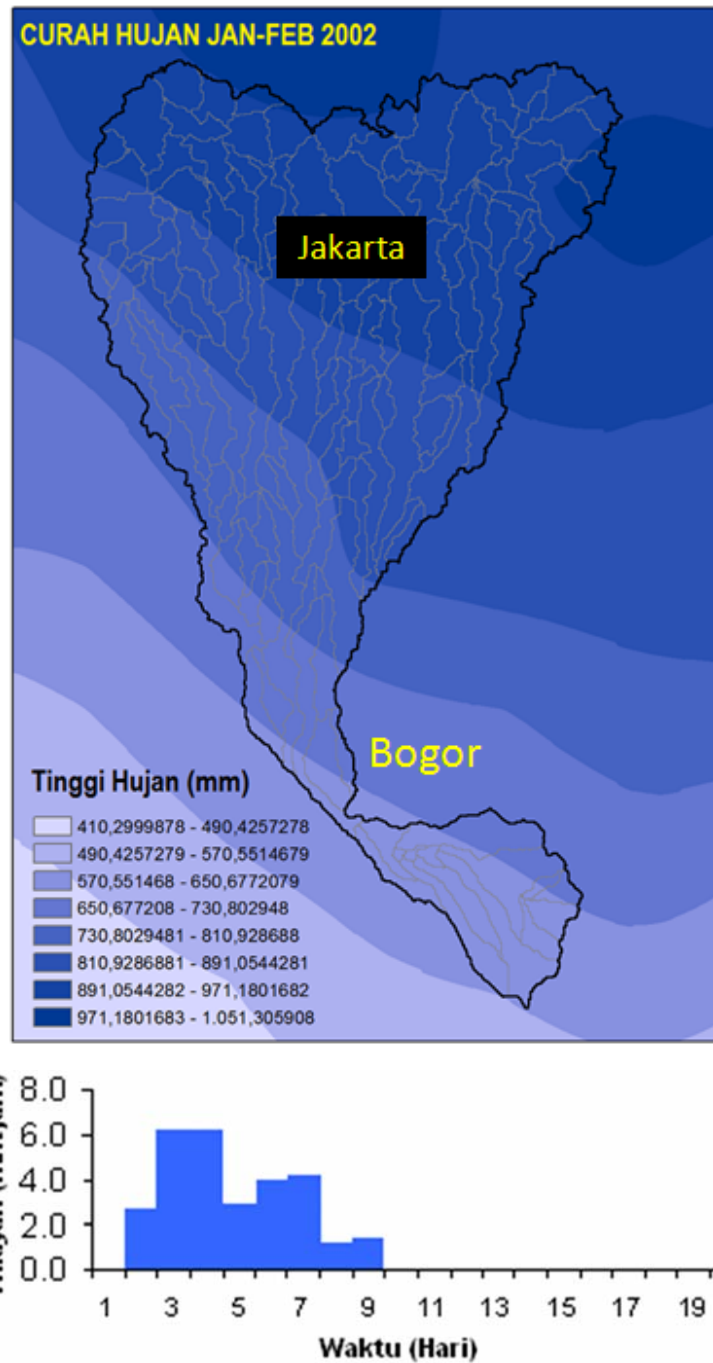 CURAH HUJAN JAN-FEB 2002
Jakarta
Bogor
Tinggi Hujan (mm)
410,2999878 - 490,4257278
490,4257279 - 570,5514679
570,551468 - 650,6772079
650,677208 - 730,802948
730,8029481 - 810,928688
810,9286881 - 891,0544281
891,0544282 - 971,1801682
971,1801683 - 1.051,305908
8.0
6.0
4.0
2.0
0.0
1 3 5 7 9 11 13 15 17 19
Waktu (Hari)